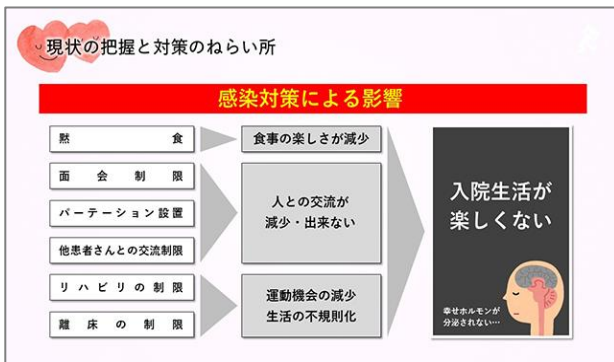 現状の把握と対策のねらい所
感染対策による影響
黙食
面会制限
パーテーション設置
他患者さんとの交流制限
リハビリの制限
離床の制限
食事の楽しさが減少
人との交流が
減少・出来ない
運動機会の減少
生活の不規則化
入院生活が
楽しくない
幸せホルモンが
分泌されない…